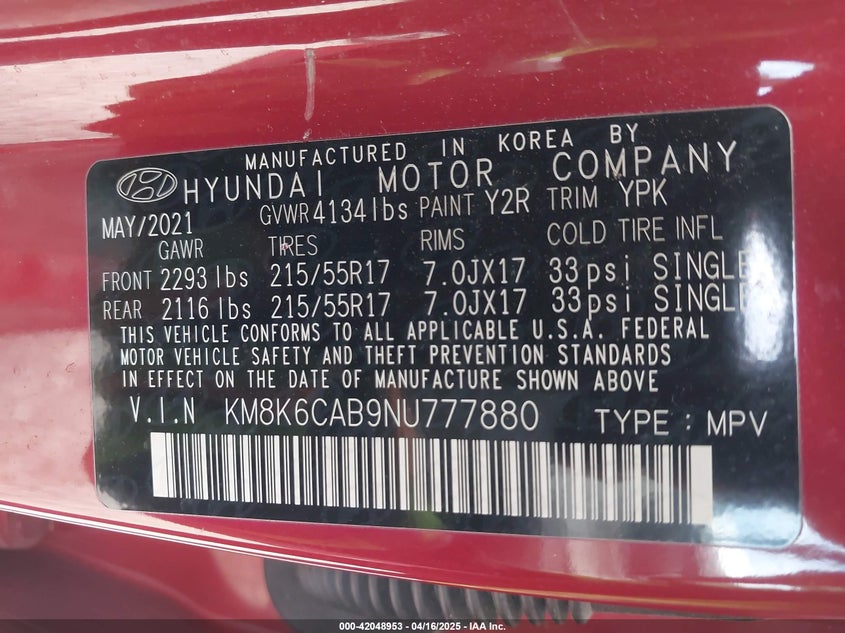 MANUFACTURED IN KOREA BY
HYUNDAI MOTOR COMPANY
MAY/2021 GVWR 4134 lbs PAINT Y2R TRIM YPK
GAWR TIRES RIMS COLD TIRE INFL
FRONT 2293 lbs 215/55R17 7.0JX17 33psi SINGLE
REAR 2116 lbs 215/55R17 7.0JX17 33psi SINGLE
THIS VEHICLE CONFORMS TO ALL APPLICABLE U.S.A. FEDERAL
MOTOR VEHICLE SAFETY AND THEFT PREVENTION STANDARDS
IN EFFECT ON THE DATE OF MANUFACTURE SHOWN ABOVE
V.I.N KM8K6CAB9NU777880 TYPE : MPV
000-42048953 - 04/16/2025 - IAA Inc.